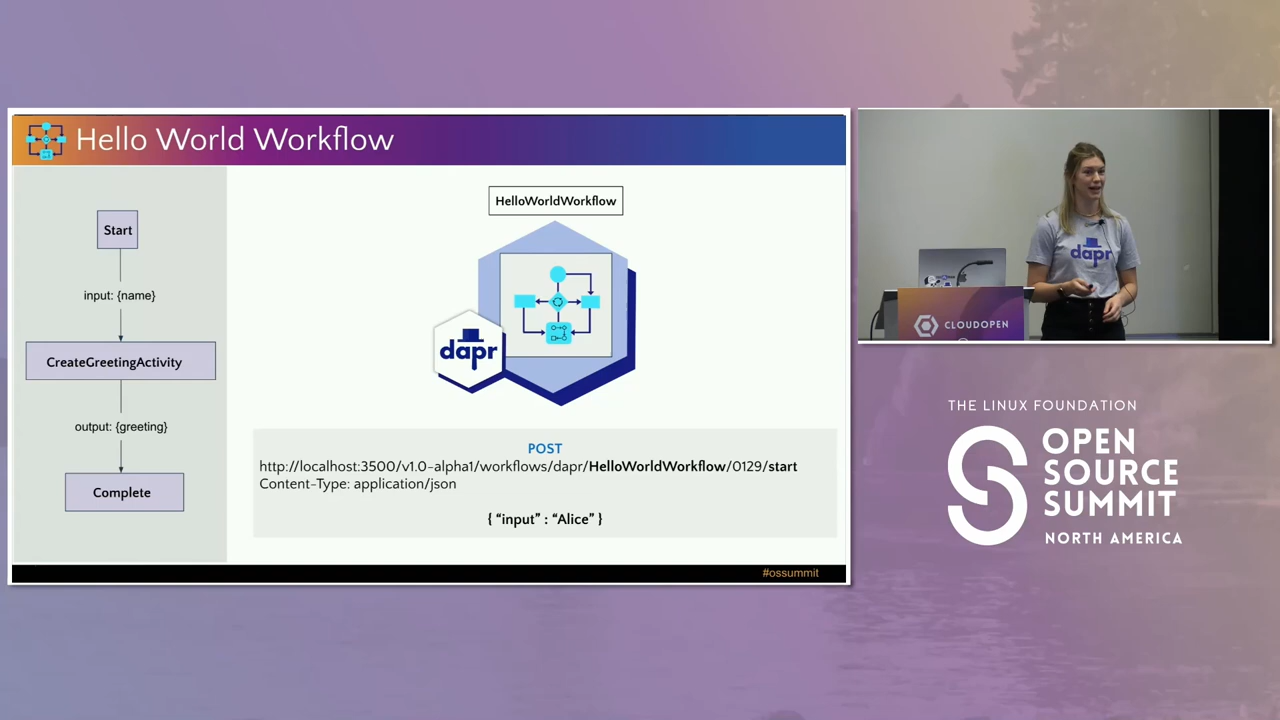 Hello World Workflow
Start
input: {name}
CreateGreetingActivity
output: {greeting}
Complete
HelloWorldWorkflow
dapr
POST
http://localhost:3500/v1.0-alpha1/workflows/dapr/HelloWorldWorkflow/0129/start
Content-Type: application/json
{ “input” : “Alice” }
#ossummit
dapr
CLOUDOPEN
THE LINUX FOUNDATION
OPEN
SOURCE
SUMMIT
NORTH AMERICA